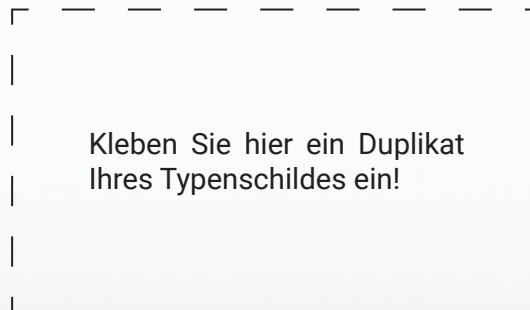 Kleben Sie hier ein Duplikat
Ihres Typenschildes ein!